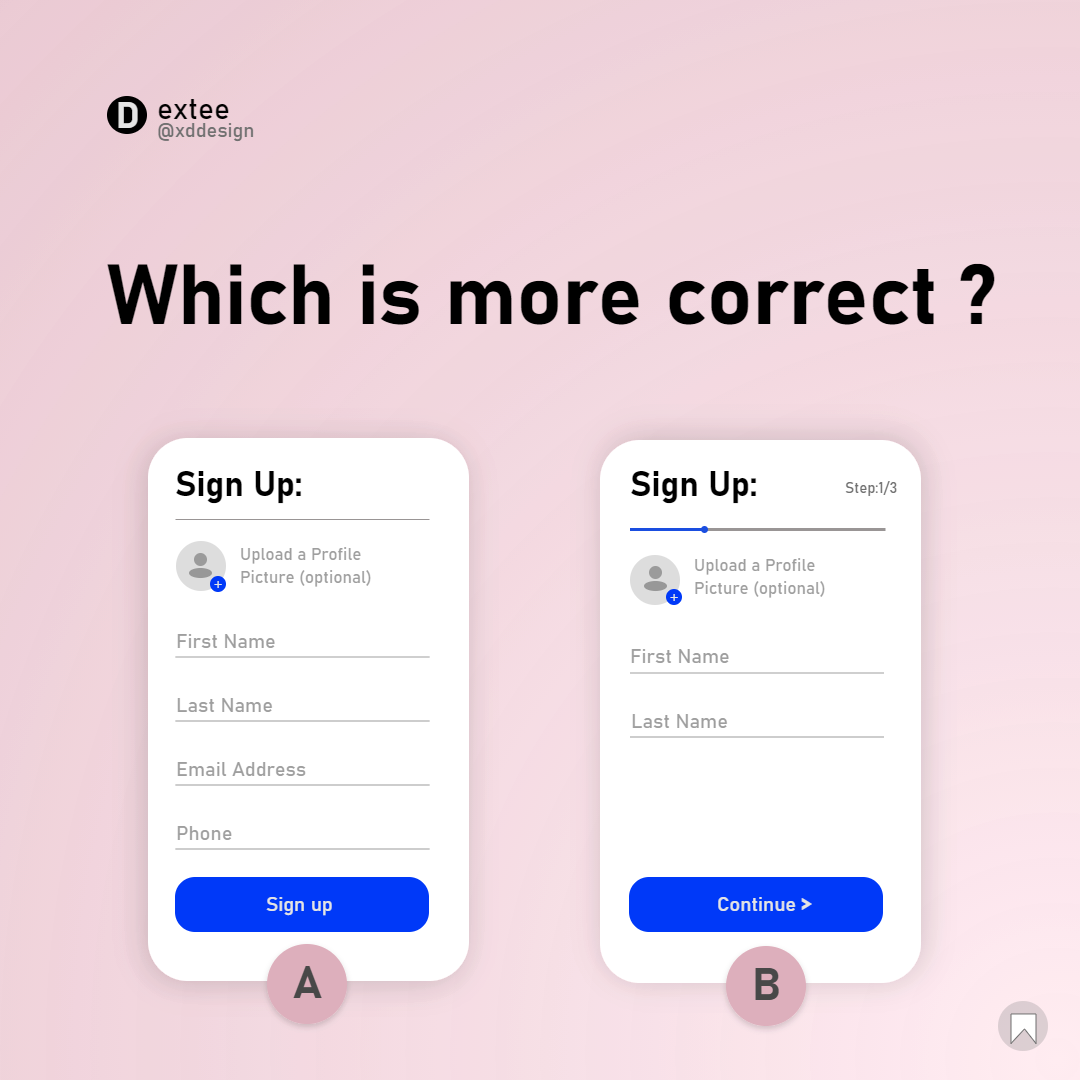 D extee
@xddesign
Which is more correct ?
Sign Up:
Upload a Profile
Picture (optional)
First Name
Last Name
Email Address
Phone
Sign up
A
Sign Up:
Step:1/3
Upload a Profile
Picture (optional)
First Name
Last Name
Continue >
B